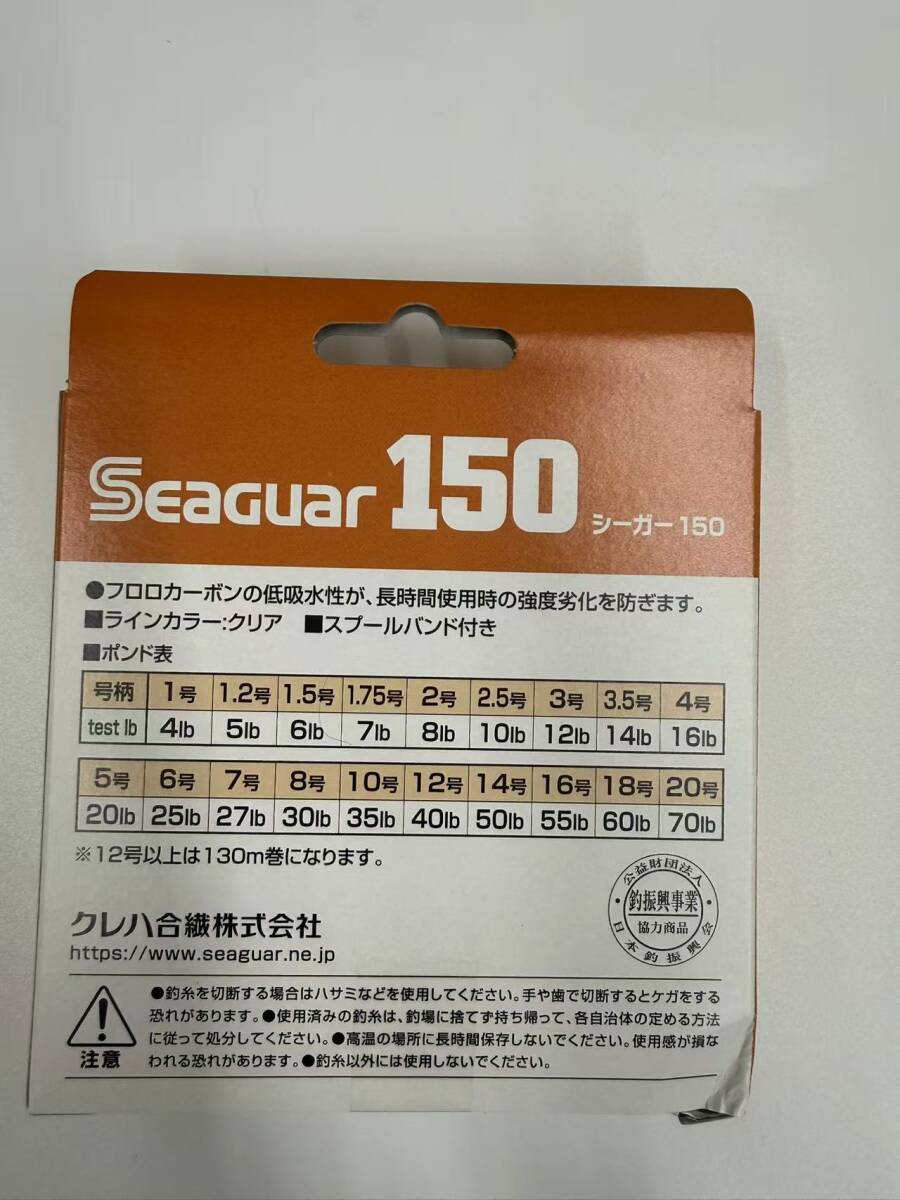 SEAGUAR 150 シーガー150
●フロロカーボンの低吸水性が、長時間使用時の強度劣化を防ぎます。
■ラインカラー:クリア ■スプールバンド付き
■ポンド表
号柄 1号 1.2号 1.5号 1.75号 2号 2.5号 3号 3.5号 4号
test lb 4lb 5lb 6lb 7lb 8lb 10lb 12lb 14lb 16lb
5号 6号 7号 8号 10号 12号 14号 16号 18号 20号
20lb 25lb 27lb 30lb 35lb 40lb 50lb 55lb 60lb 70lb
※12号以上は130m巻になります。
公益財団法人
釣振興事業
協力商品
日本釣振興会
クレハ合繊株式会社
https://www.seaguar.ne.jp
注意
●釣糸を切断する場合はハサミなどを使用してください。手や歯で切断するとケガをする
恐れがあります。●使用済みの釣糸は、釣場に捨てず持ち帰って、各自治体の定める方法
に従って処分してください。●高温の場所に長時間保存しないでください。使用感が損な
われる恐れがあります。●釣糸以外には使用しないでください。